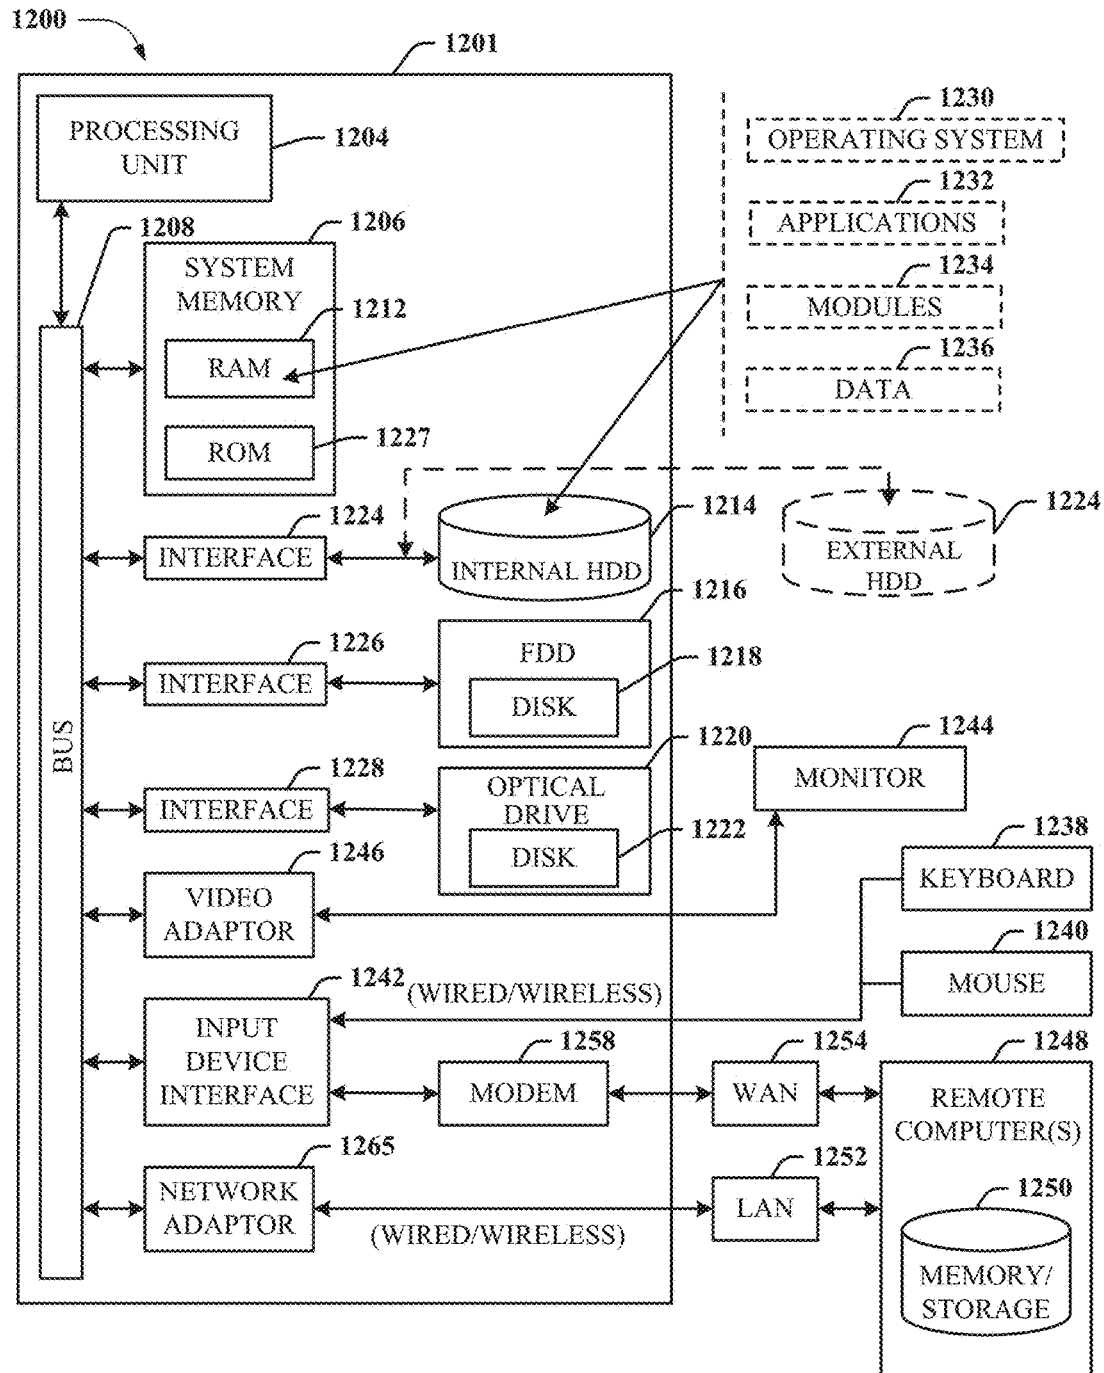 1200
1201
PROCESSING
UNIT
1204
1208
1206
SYSTEM
MEMORY
1212
RAM
ROM
1227
1230
OPERATING SYSTEM
1232
APPLICATIONS
1234
MODULES
1236
DATA
1224
INTERFACE
1214
INTERNAL HDD
1224
EXTERNAL
HDD
1216
1226
INTERFACE
FDD
1218
DISK
BUS
1220
1228
INTERFACE
OPTICAL
DRIVE
1222
DISK
1244
MONITOR
1246
VIDEO
ADAPTOR
1238
KEYBOARD
1240
MOUSE
1242
(WIRED/WIRELESS)
INPUT
DEVICE
INTERFACE
1258
MODEM
1254
WAN
1248
REMOTE
COMPUTER(S)
1265
NETWORK
ADAPTOR
(WIRED/WIRELESS)
1252
LAN
1250
MEMORY/
STORAGE